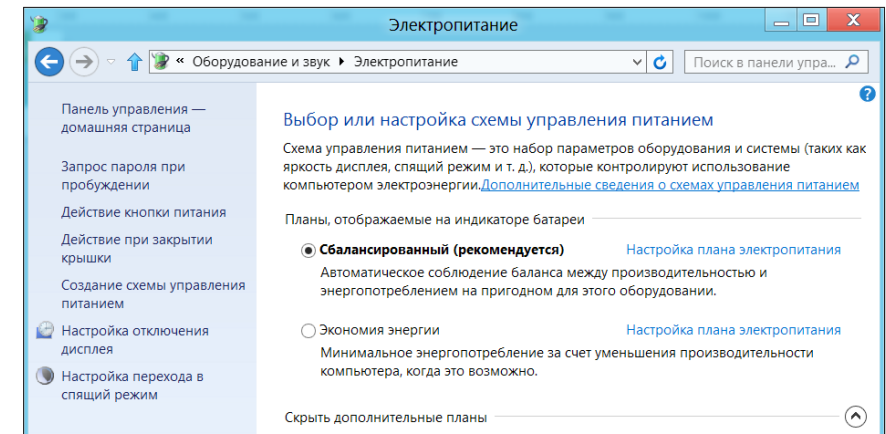 Электропитание
« Оборудование и звук ▸ Электропитание
Поиск в панели упра...
Панель управления —
домашняя страница
Запрос пароля при
пробуждении
Действие кнопки питания
Действие при закрытии
крышки
Создание схемы управления
питанием
Настройка отключения
дисплея
Настройка перехода в
спящий режим
Выбор или настройка схемы управления питанием
Схема управления питанием — это набор параметров оборудования и системы (таких как
яркость дисплея, спящий режим и т. д.), которые контролируют использование
компьютером электроэнергии.Дополнительные сведения о схемах управления питанием
Планы, отображаемые на индикаторе батареи
Сбалансированный (рекомендуется) Настройка плана электропитания
Автоматическое соблюдение баланса между производительностью и
энергопотреблением на пригодном для этого оборудовании.
Экономия энергии Настройка плана электропитания
Минимальное энергопотребление за счет уменьшения производительности
компьютера, когда это возможно.
Скрыть дополнительные планы